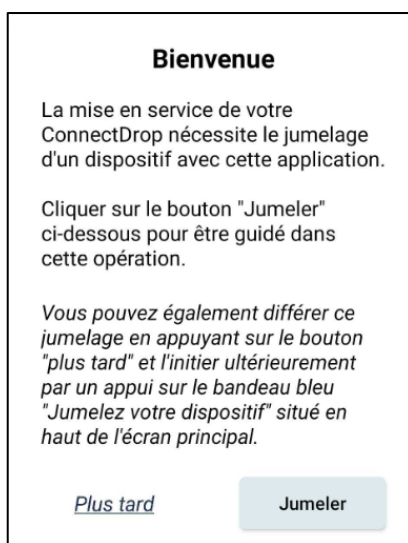 Bienvenue
La mise en service de votre
ConnectDrop nécessite le jumelage
d'un dispositif avec cette application.
Cliquer sur le bouton "Jumeler"
ci-dessous pour être guidé dans
cette opération.
Vous pouvez également différer ce
jumelage en appuyant sur le bouton
"plus tard" et l'initier ultérieurement
par un appui sur le bandeau bleu
"Jumelez votre dispositif" situé en
haut de l'écran principal.
Plus tard Jumeler